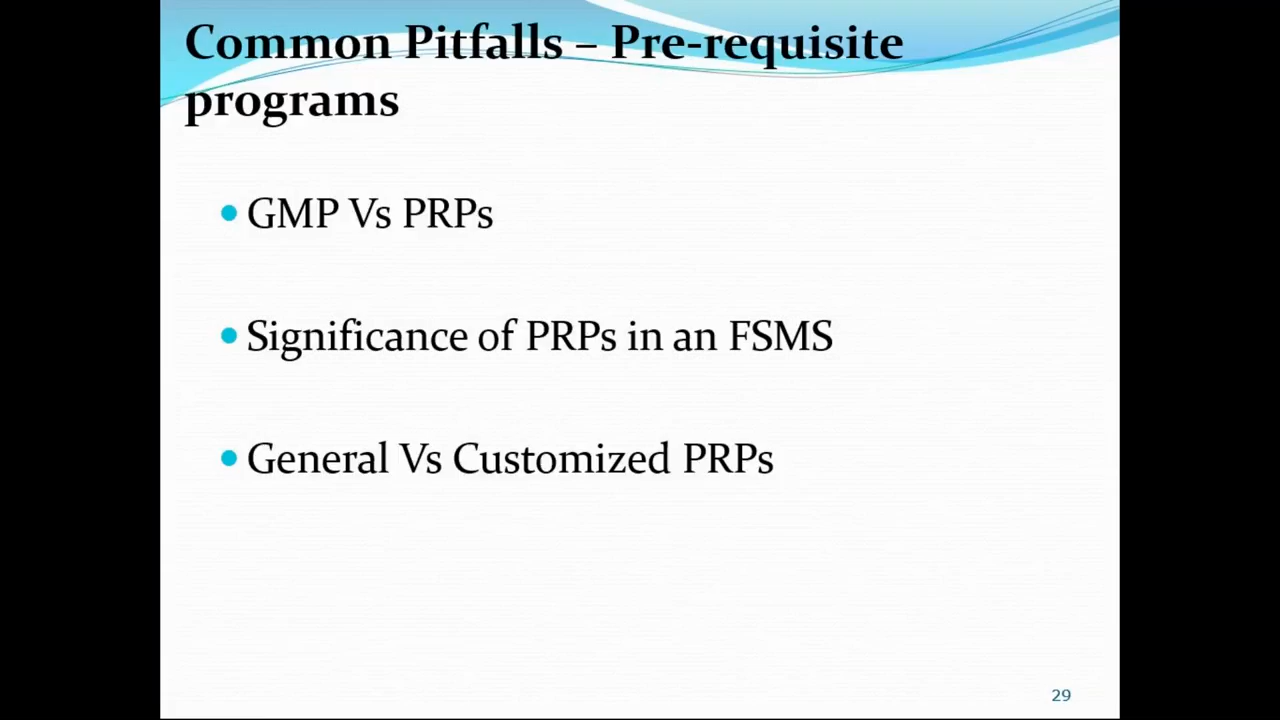 Common Pitfalls – Pre-requisite
programs
• GMP Vs PRPs
• Significance of PRPs in an FSMS
• General Vs Customized PRPs
29